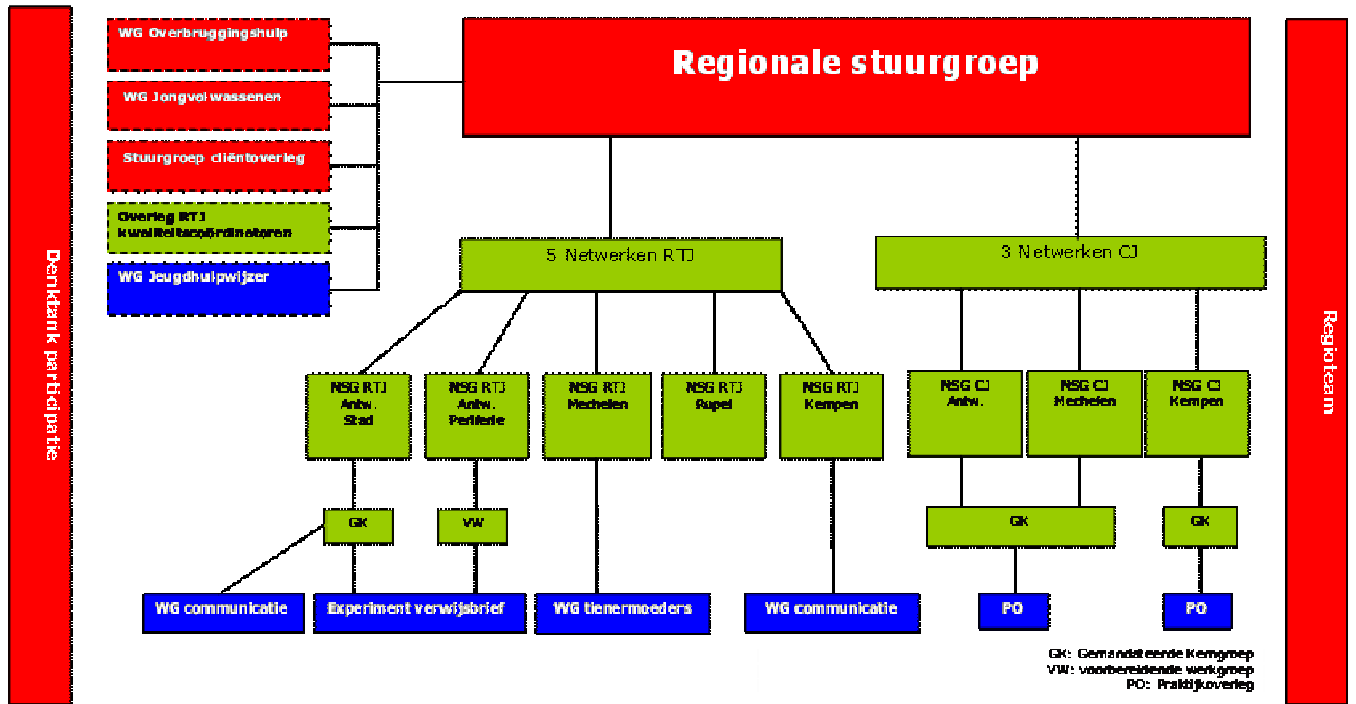 Denktank participatie
WG Overbruggingshulp
WG Jongvolwassenen
Stuurgroep cliëntoverleg
Overleg RTJ
kwaliteitscoördinatoren
WG Jeugdhulpwijzer
Regionale stuurgroep
Regioteam
5 Netwerken RTJ
3 Netwerken CJ
NSG RTJ
Antw.
Stad
NSG RTJ
Antw.
Periferie
NSG RTJ
Mechelen
NSG RTJ
Rupel
NSG RTJ
Kempen
NSG CJ
Antw.
NSG CJ
Mechelen
NSG CJ
Kempen
GK
VW
GK
GK
WG communicatie
Experiment verwijsbrief
WG tienermoeders
WG communicatie
PO
PO
GK: Gemandateerde Kerngroep
VW: voorbereidende werkgroep
PO: Praktijkoverleg